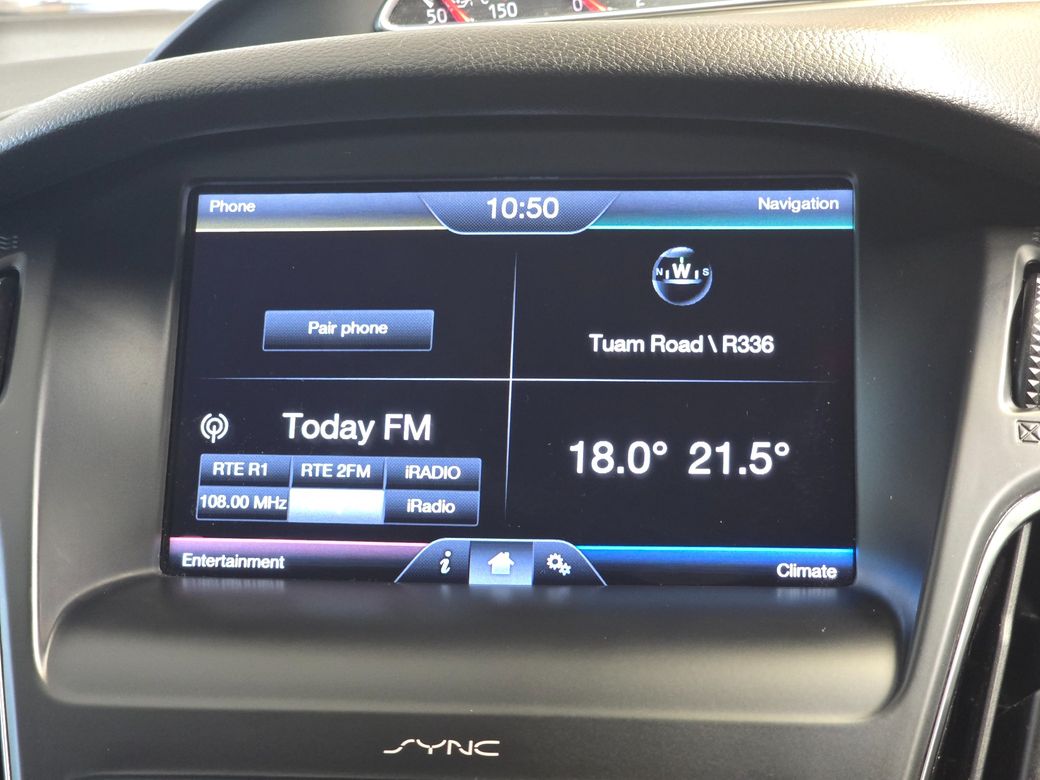 50 150 0
Phone 10:50 Navigation
N W S
Pair phone
Tuam Road \ R336
Today FM
18.0° 21.5°
RTE R1 RTE 2FM iRADIO
108.00 MHz iRadio
Entertainment i Climate
SYNC